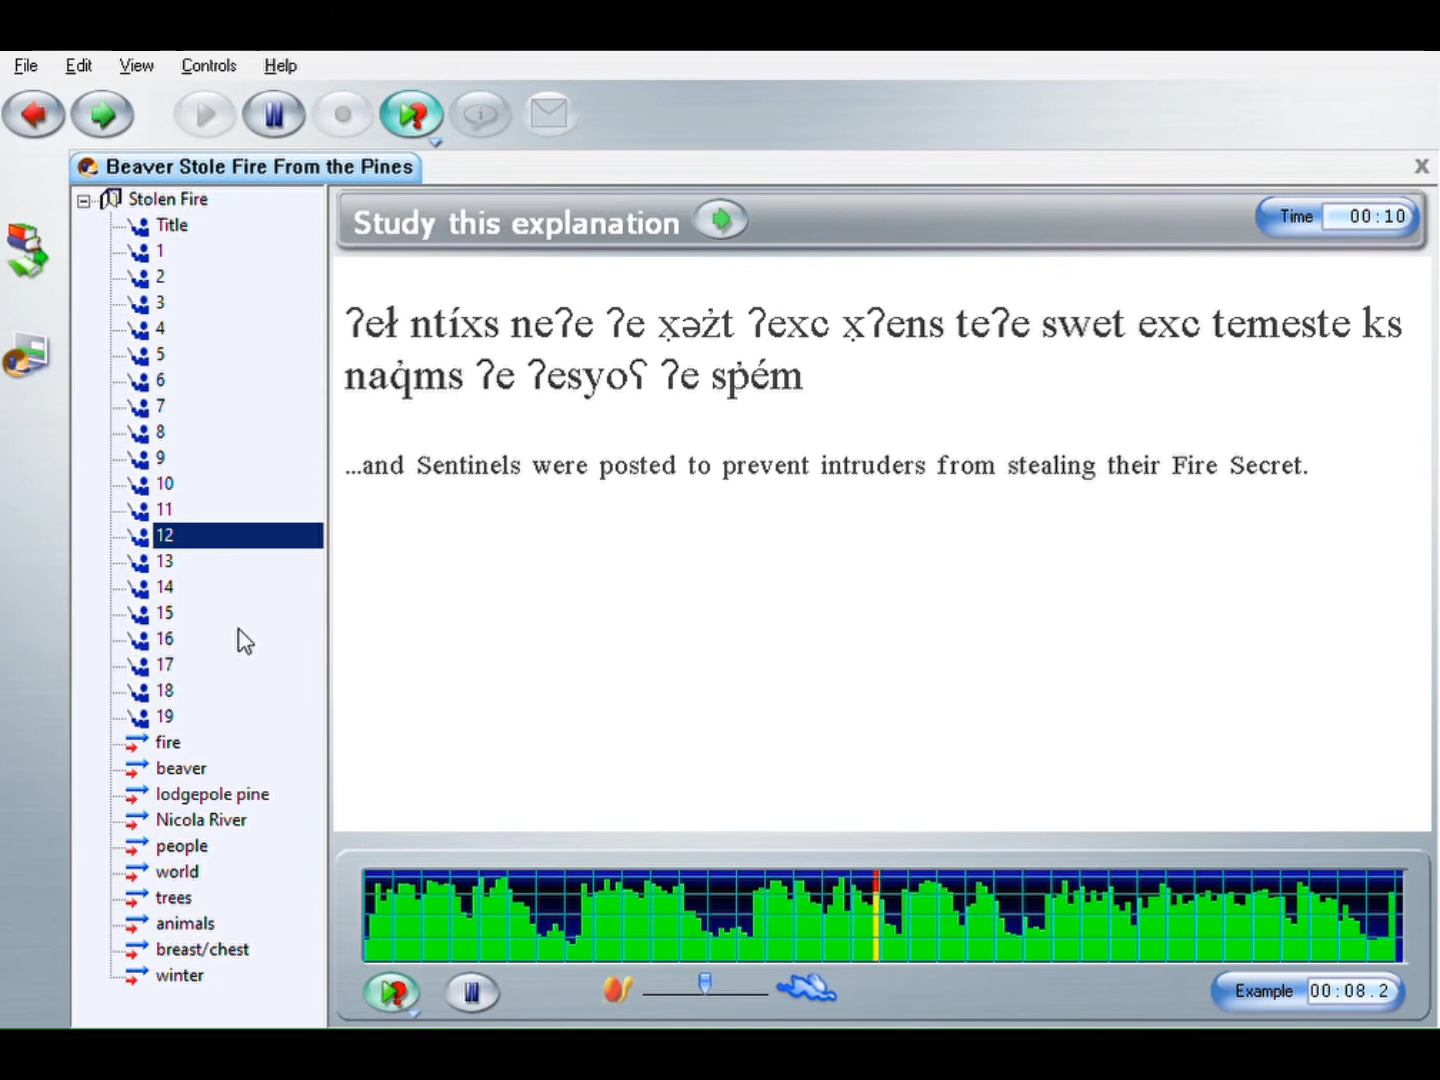 File Edit View Controls Help
Beaver Stole Fire From the Pines
X
Stolen Fire
Title
1
2
3
4
5
6
7
8
9
10
11
12
13
14
15
16
17
18
19
fire
beaver
lodgepole pine
Nicola River
people
world
trees
animals
breast/chest
winter
Study this explanation
Time 00:10
ʔeł ntíxs neʔe ʔe x̣əż̓t ʔexc x̣ʔens teʔe swet exc temeste ks
naq̓ms ʔe ʔesyoʕ ʔe sp̓ém
...and Sentinels were posted to prevent intruders from stealing their Fire Secret.
Example 00:08.2